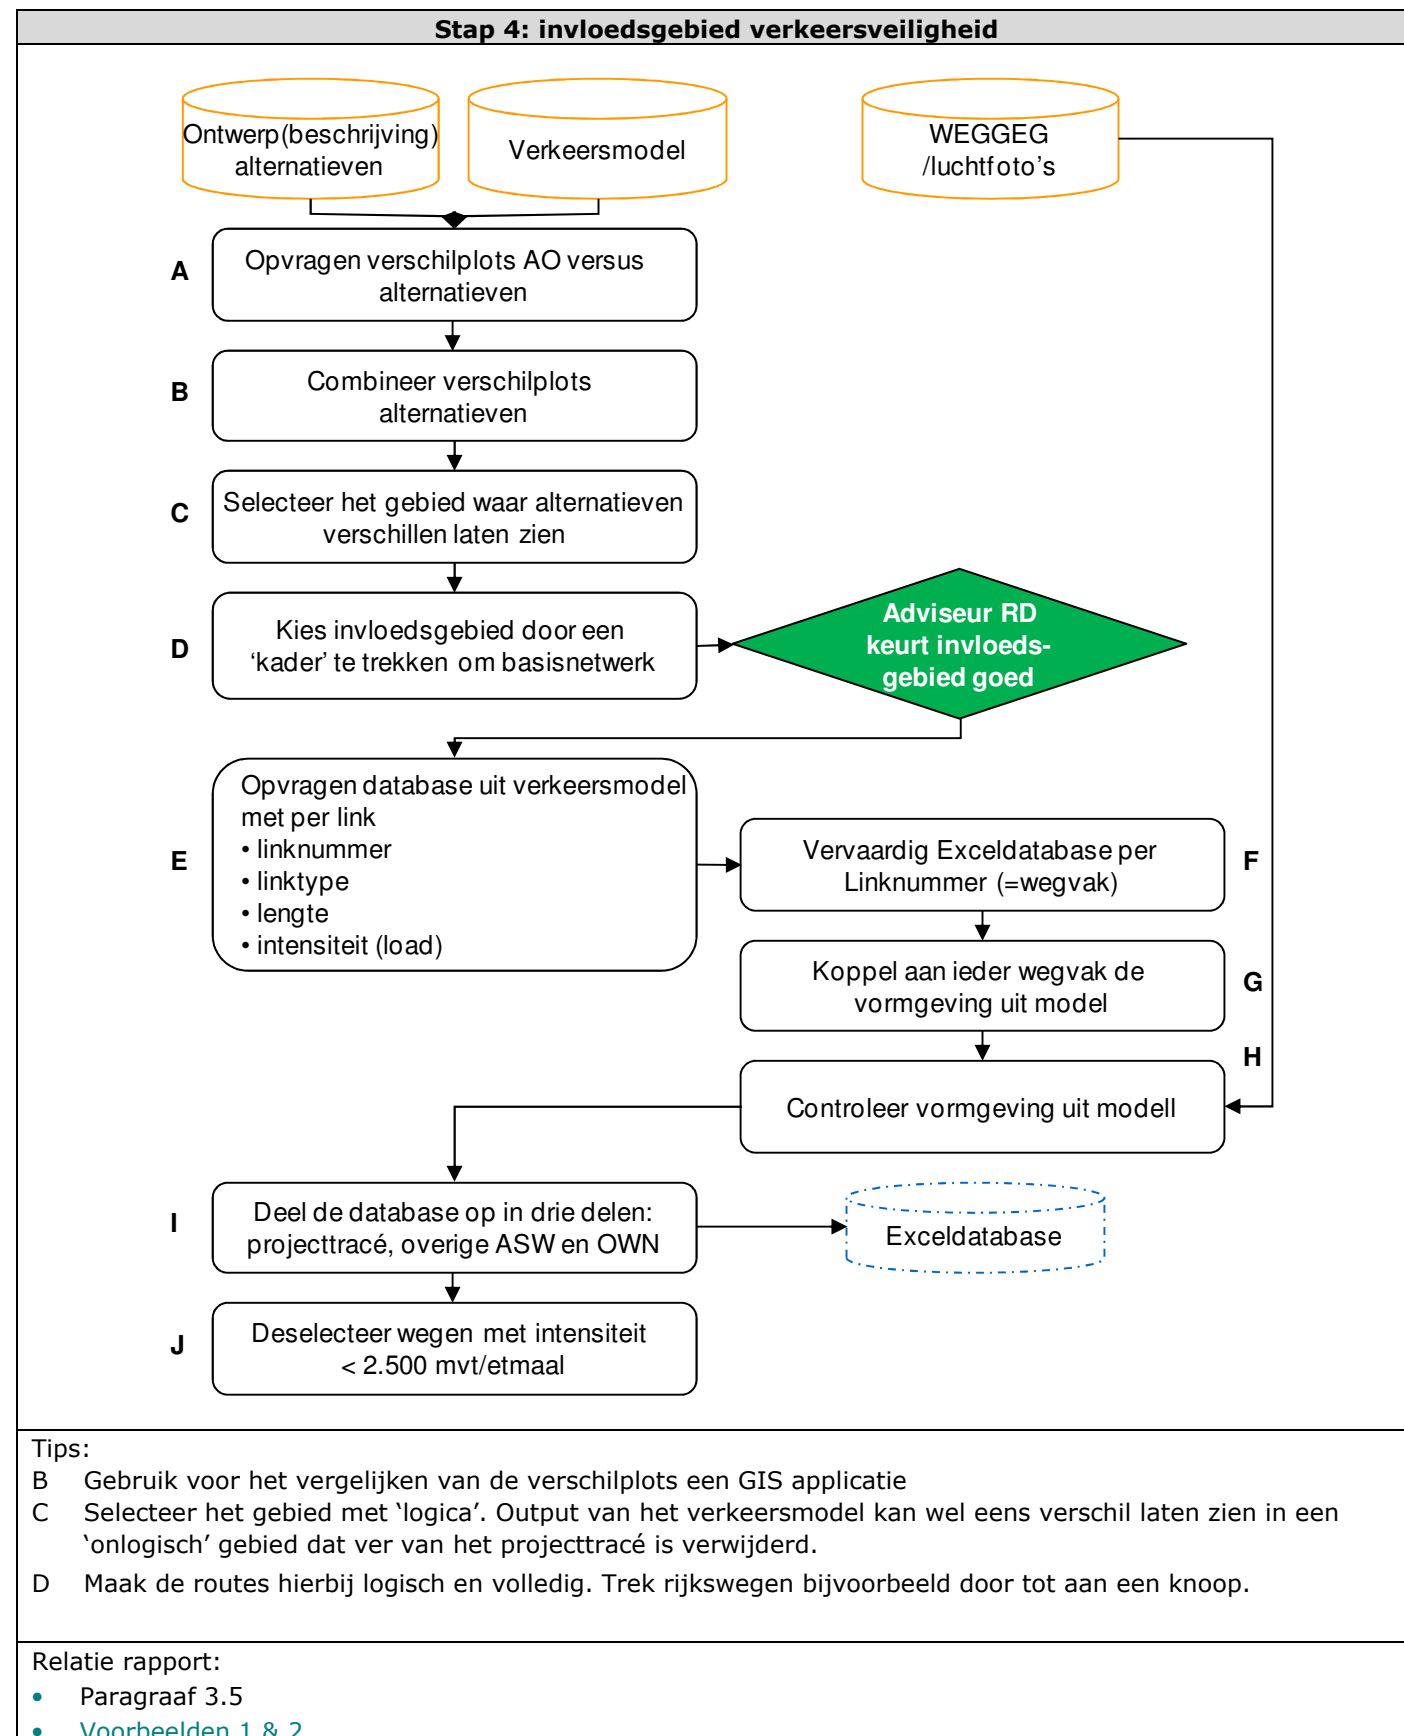 Stap 4: invloedsgebied verkeersveiligheid
Ontwerp(beschrijving)
alternatieven
Verkeersmodel
WEGGEG
/luchtfoto’s
A
Opvragen verschilplots AO versus
alternatieven
B
Combineer verschilplots
alternatieven
C
Selecteer het gebied waar alternatieven
verschillen laten zien
D
Kies invloedsgebied door een
‘kader’ te trekken om basisnetwerk
Adviseur RD
keurt invloeds-
gebied goed
E
Opvragen database uit verkeersmodel
met per link
• linknummer
• linktype
• lengte
• intensiteit (load)
Vervaardig Exceldatabase per
Linknummer (=wegvak)
F
Koppel aan ieder wegvak de
vormgeving uit model
G
H
Controleer vormgeving uit modell
I
Deel de database op in drie delen:
projecttracé, overige ASW en OWN
Exceldatabase
J
Deselecteer wegen met intensiteit
< 2.500 mvt/etmaal
Tips:
B Gebruik voor het vergelijken van de verschilplots een GIS applicatie
C Selecteer het gebied met ‘logica’. Output van het verkeersmodel kan wel eens verschil laten zien in een
‘onlogisch’ gebied dat ver van het projecttracé is verwijderd.
D Maak de routes hierbij logisch en volledig. Trek rijkswegen bijvoorbeeld door tot aan een knoop.
Relatie rapport:
• Paragraaf 3.5
• Voorbeelden 1 & 2